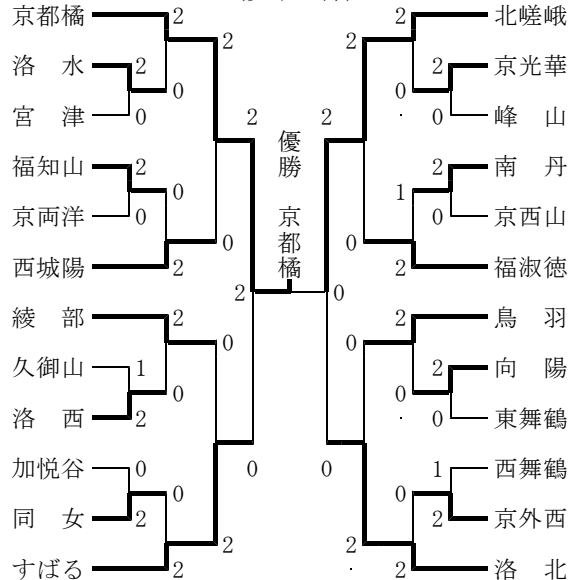 京都橘 2 2 北嵯峨
2 2
洛 水 2 0 0 2 京光華
宮 津 0 0 峰 山
2 2
福知山 2 0 優勝 京都橘 1 2 南 丹
京両洋 0 0 京西山
0 0
西城陽 2 2 福淑徳
2 0
綾 部 2 2 鳥 羽
0 0
久御山 1 0 0 2 向 陽
洛 西 2 0 東舞鶴
加悦谷 0 0 0 0 0 1 西舞鶴
同 女 2 2 京外西
2 2
すばる 2 2 洛 北